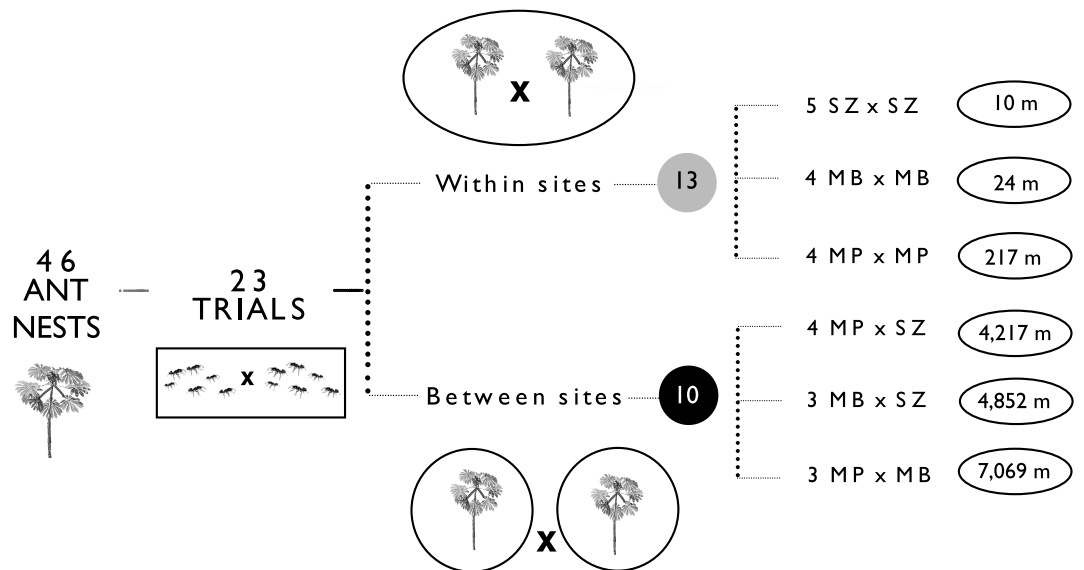 46
ANT
NESTS
23
TRIALS
x
x
Within sites
13
5 SZ x SZ
10 m
4 MB x MB
24 m
4 MP x MP
217 m
Between sites
10
4 MP x SZ
4,217 m
3 MB x SZ
4,852 m
3 MP x MB
7,069 m
x